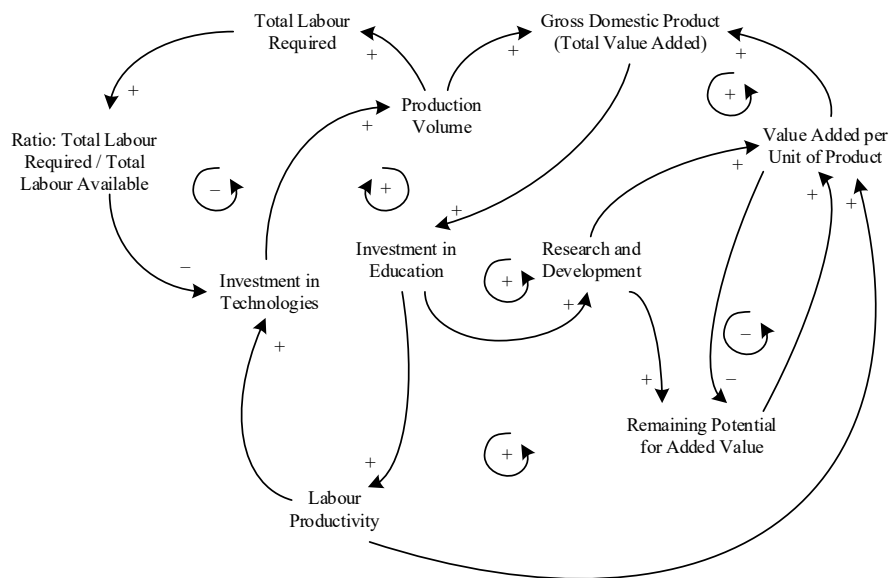 Total Labour
Required
+
Gross Domestic Product
(Total Value Added)
+
+
+
+
+
Production
Volume
+
Ratio: Total Labour
Required / Total
Labour Available
Value Added per
Unit of Product
+
+
+
−
+
+
Investment in
Education
Research and
Development
−
Investment in
Technologies
+
+
+
−
+
−
Remaining Potential
for Added Value
+
+
Labour
Productivity